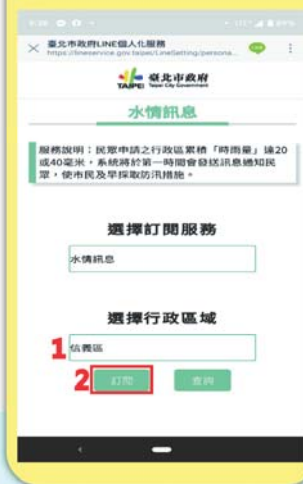 臺北市政府LINE個人化服務
https://lineservice.gov.taipei/LineSetting/persona...
TAIPEI
臺北市政府
Taipei City Government
水情訊息
服務說明：民眾申請之行政區累積「時雨量」達20
或40毫米，系統將於第一時間會發送訊息通知民
眾，使市民及早採取防汛措施。
選擇訂閱服務
水情訊息
選擇行政區域
1
信義區
2
訂閱
查詢